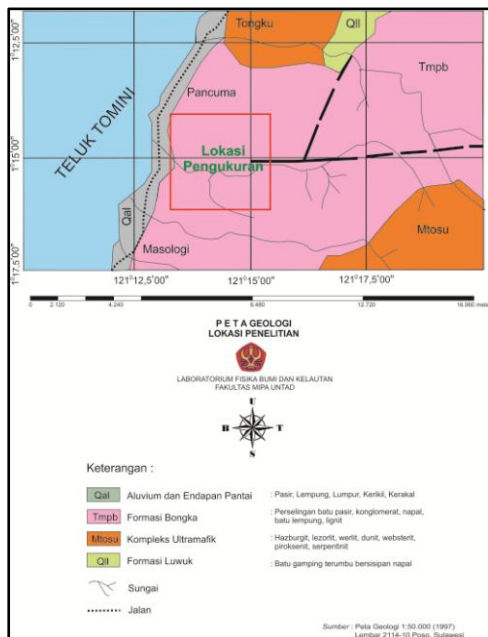 Tongku
Qll
1°12,5'00"
Tmpb
Pancuma
TELUK TOMINI
Lokasi
Pengukuran
1°15'00"
Qal
Mtosu
Masologi
1°17,5'00"
121°12,5'00" 121°15'00" 121°17,5'00"
0 2.120 4.240 8.480 12.720 16.960 meter
PETA GEOLOGI
LOKASI PENELITIAN
LABORATORIUM FISIKA BUMI DAN KELAUTAN
FAKULTAS MIPA UNTAD
U
B T
S
Keterangan :
Qal Aluvium dan Endapan Pantai : Pasir, Lempung, Lumpur, Kerikil, Kerakal
Tmpb Formasi Bongka : Perselingan batu pasir, konglomerat, napal,
batu lempung, lignit
Mtosu Kompleks Ultramafik : Hazburgit, lezorlit, werlit, dunit, websterit,
piroksenit, serpentinit
Qll Formasi Luwuk : Batu gamping terumbu bersisipan napal
Sungai
Jalan
Sumber : Peta Geologi 1:50.000 (1997)
Lembar 2114-10 Poso, Sulawesi